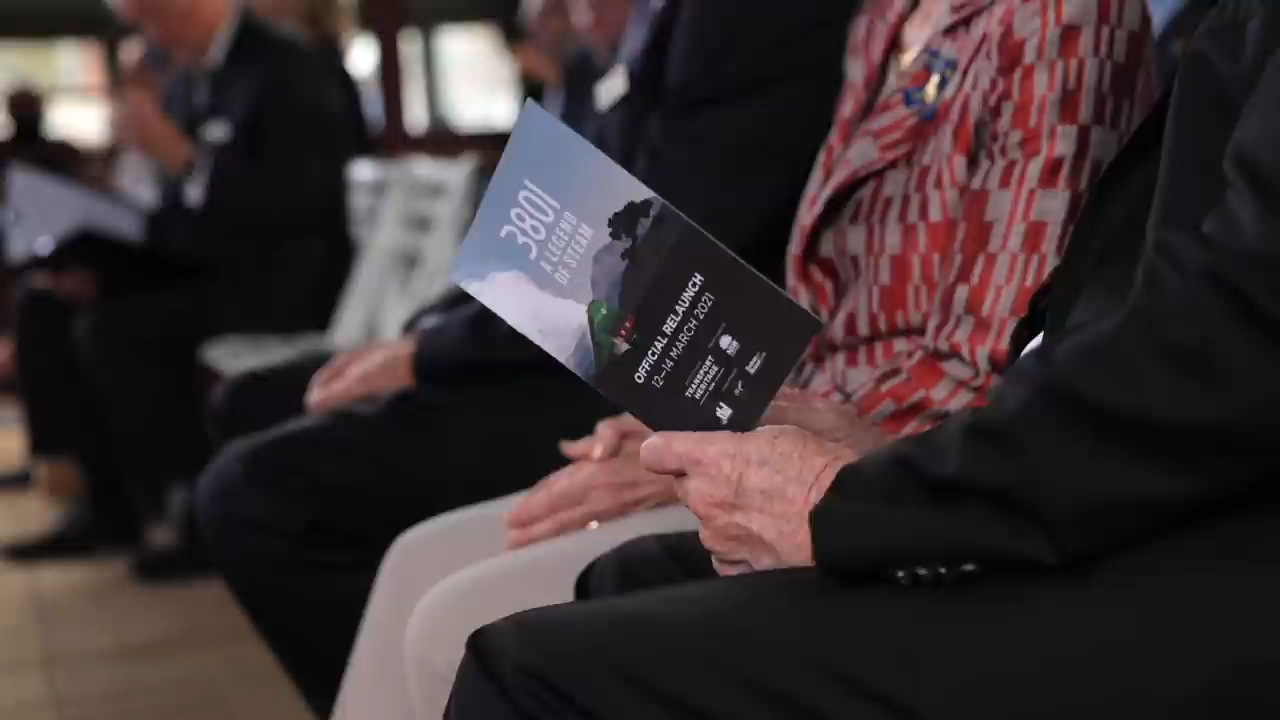 3801
A LEGEND
OF STEAM
OFFICIAL RELAUNCH
12–14 MARCH 2021
TRANSPORT
HERITAGE